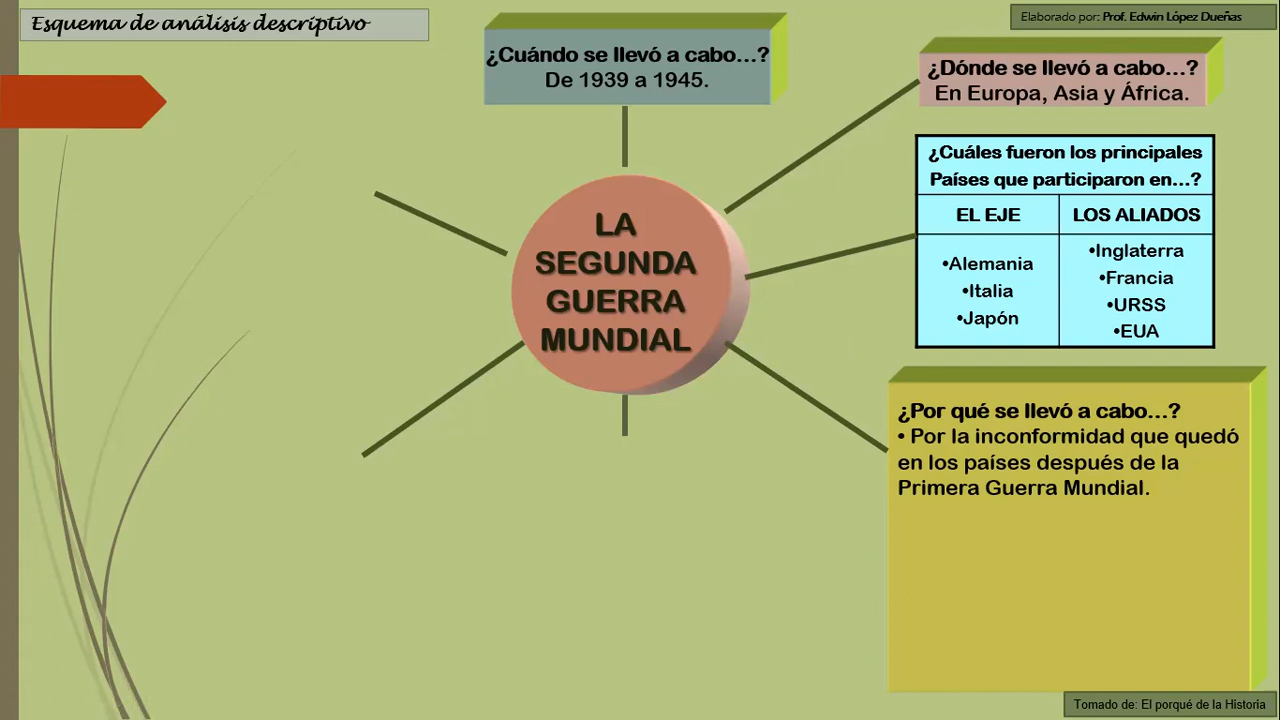 Esquema de análisis descriptivo
Elaborado por: Prof. Edwin López Dueñas
¿Cuándo se llevó a cabo...?
De 1939 a 1945.
¿Dónde se llevó a cabo...?
En Europa, Asia y África.
¿Cuáles fueron los principales
Países que participaron en...?
EL EJE
LOS ALIADOS
•Alemania
•Italia
•Japón
•Inglaterra
•Francia
•URSS
•EUA
LA
SEGUNDA
GUERRA
MUNDIAL
¿Por qué se llevó a cabo...?
• Por la inconformidad que quedó
en los países después de la
Primera Guerra Mundial.
Tomado de: El porqué de la Historia